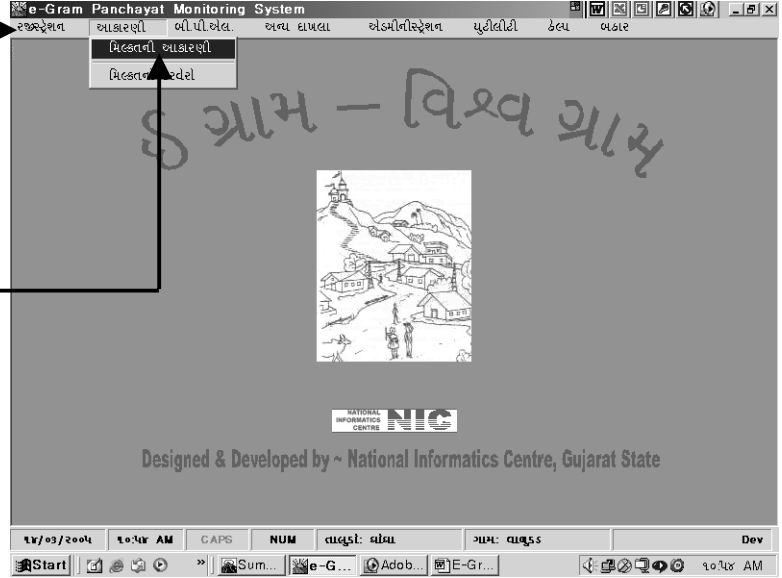 e-Gram Panchayat Monitoring System
રજીસ્ટ્રેશન આકારણી બી.પી.એલ. અન્ય દાખલા એડમીનીસ્ટ્રેશન યુટીલીટી હેલ્પ બહાર
મિલ્કતની આકારણી
મિલ્કતની
ઈ ગ્રામ – વિશ્વ ગ્રામ
NATIONAL
INFORMATICS
CENTRE NIC
Designed & Developed by ~ National Informatics Centre, Gujarat State
૧૪/૦૩/૨૦૦૫ ૧૦:૫૪ AM CAPS NUM તાલુકો: ગામ: Dev
Start » Sum... e-G... Adob... E-Gr... ૧૦:૫૪ AM